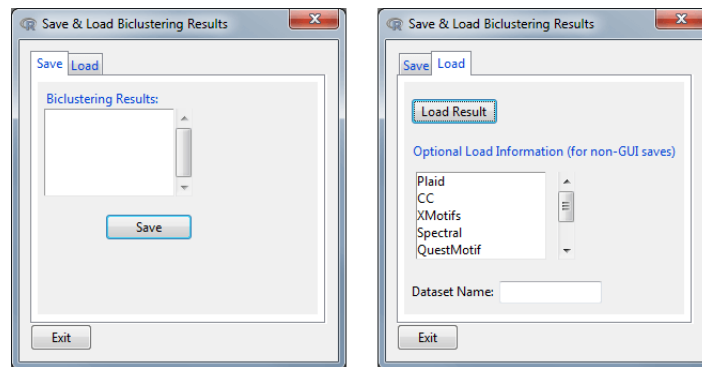 Save & Load Biclustering Results
X
Save Load
Biclustering Results:
Save
Exit
Save & Load Biclustering Results
X
Save Load
Load Result
Optional Load Information (for non-GUI saves)
Plaid
CC
XMotifs
Spectral
QuestMotif
Dataset Name:
Exit